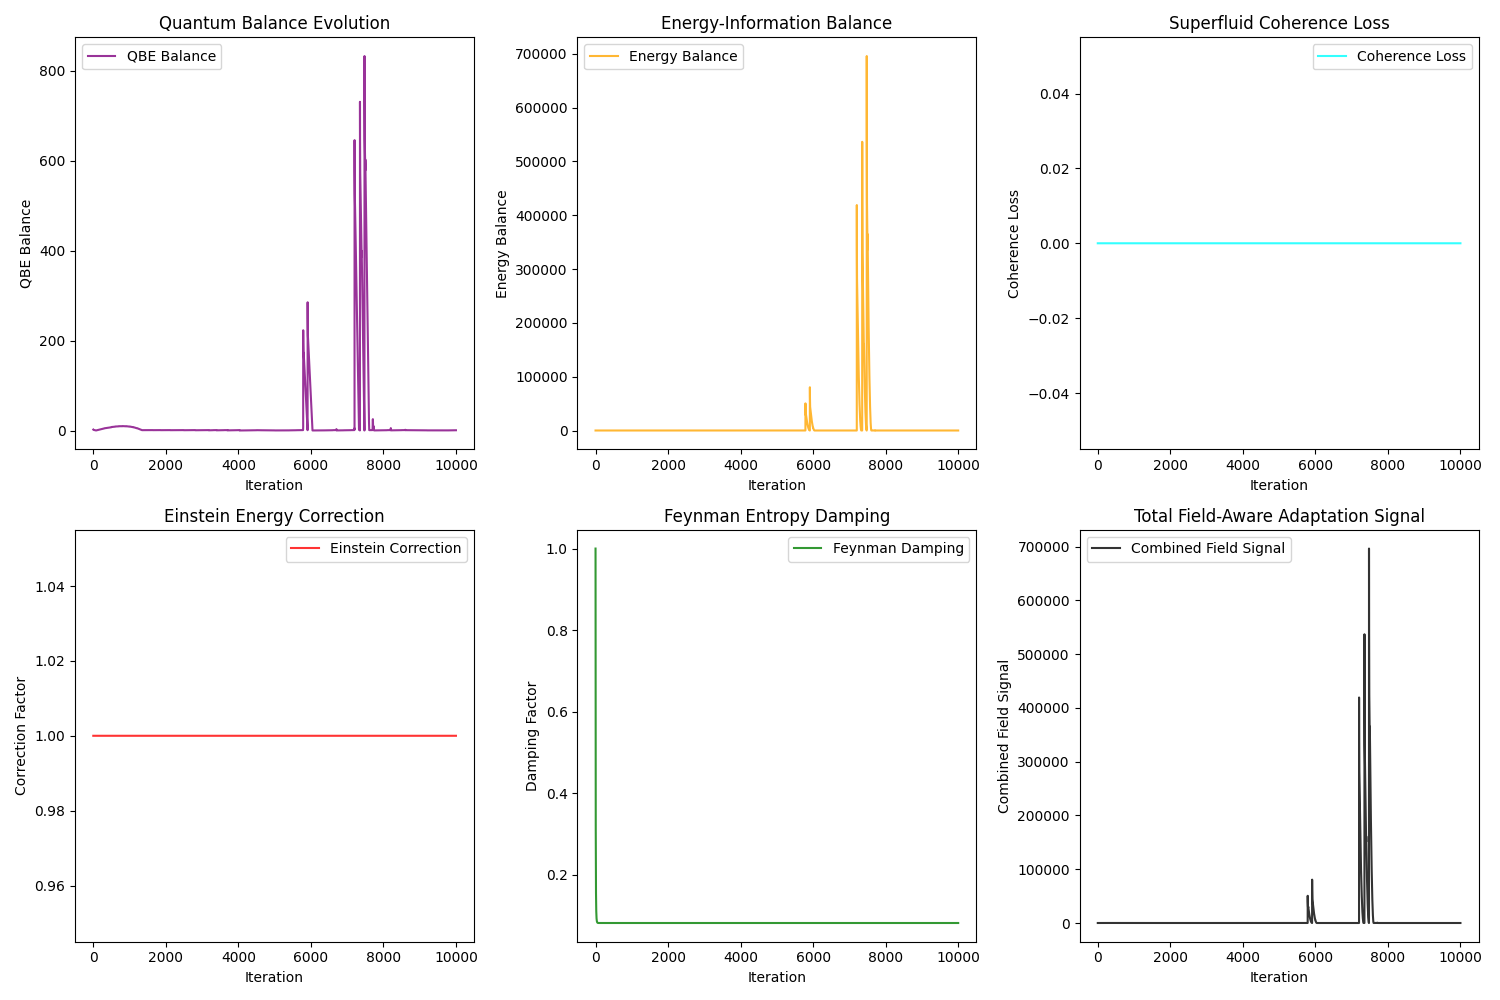 Quantum Balance Evolution
QBE Balance
800
600
400
200
0
QBE Balance
0 2000 4000 6000 8000 10000
Iteration
Energy-Information Balance
Energy Balance
700000
600000
500000
400000
300000
200000
100000
0
Energy Balance
0 2000 4000 6000 8000 10000
Iteration
Superfluid Coherence Loss
Coherence Loss
0.04
0.02
0.00
−0.02
−0.04
Coherence Loss
0 2000 4000 6000 8000 10000
Iteration
Einstein Energy Correction
Einstein Correction
1.04
1.02
1.00
0.98
0.96
Correction Factor
0 2000 4000 6000 8000 10000
Iteration
Feynman Entropy Damping
Feynman Damping
1.0
0.8
0.6
0.4
0.2
Damping Factor
0 2000 4000 6000 8000 10000
Iteration
Total Field-Aware Adaptation Signal
Combined Field Signal
700000
600000
500000
400000
300000
200000
100000
0
Combined Field Signal
0 2000 4000 6000 8000 10000
Iteration